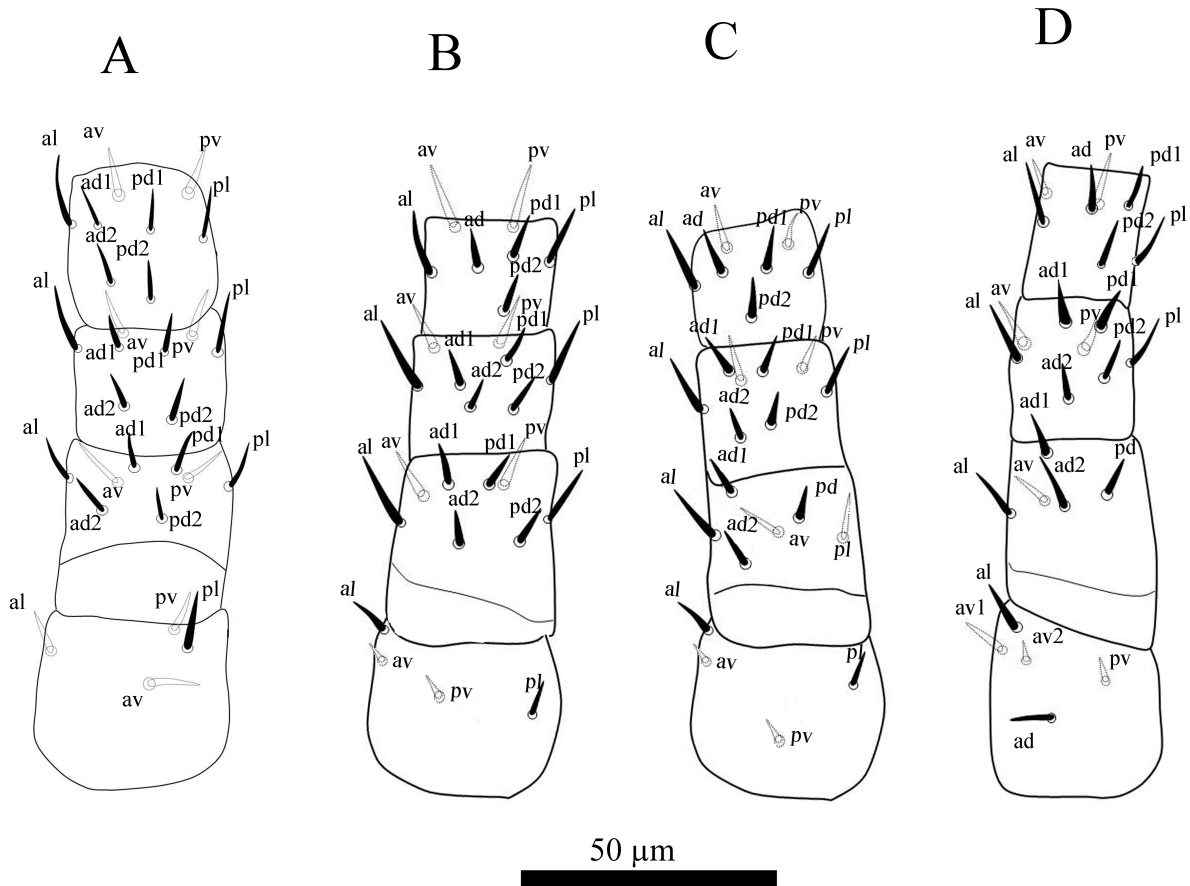 A
B
C
D
al av pv
ad1 pd1 pl
ad2 pd2
al pl
ad1 av pd1 pv
ad2 pd2
al ad1 pd1 pl
av pv
ad2 pd2
al pv pl
av
av pv
al ad pd1 pl
pd2
al av pv pd1 pl
ad1
ad2 pd2
al av ad1 pd1 pv pl
ad2 pd2
al
av
pv pl
av
al ad pd1 pv pl
pd2
al ad1 pd1 pv pl
ad2 pd2
al ad1 pd
ad2 av pl
al
av pl
pv
al av ad pv pd1
pd2 pl
al av ad1 pd1 pl
pv pd2
ad2
ad1
al av ad2 pd
al
av1 av2
pv
ad
50 µm